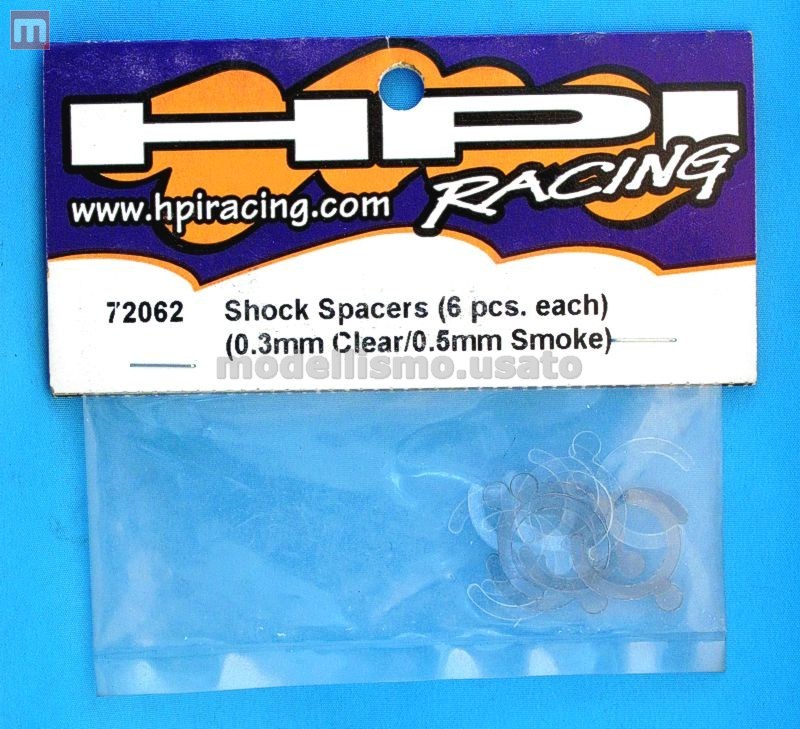 m
HPI
RACING
www.hpiracing.com
72062 Shock Spacers (6 pcs. each)
(0.3mm Clear/0.5mm Smoke)
modellismo.usato